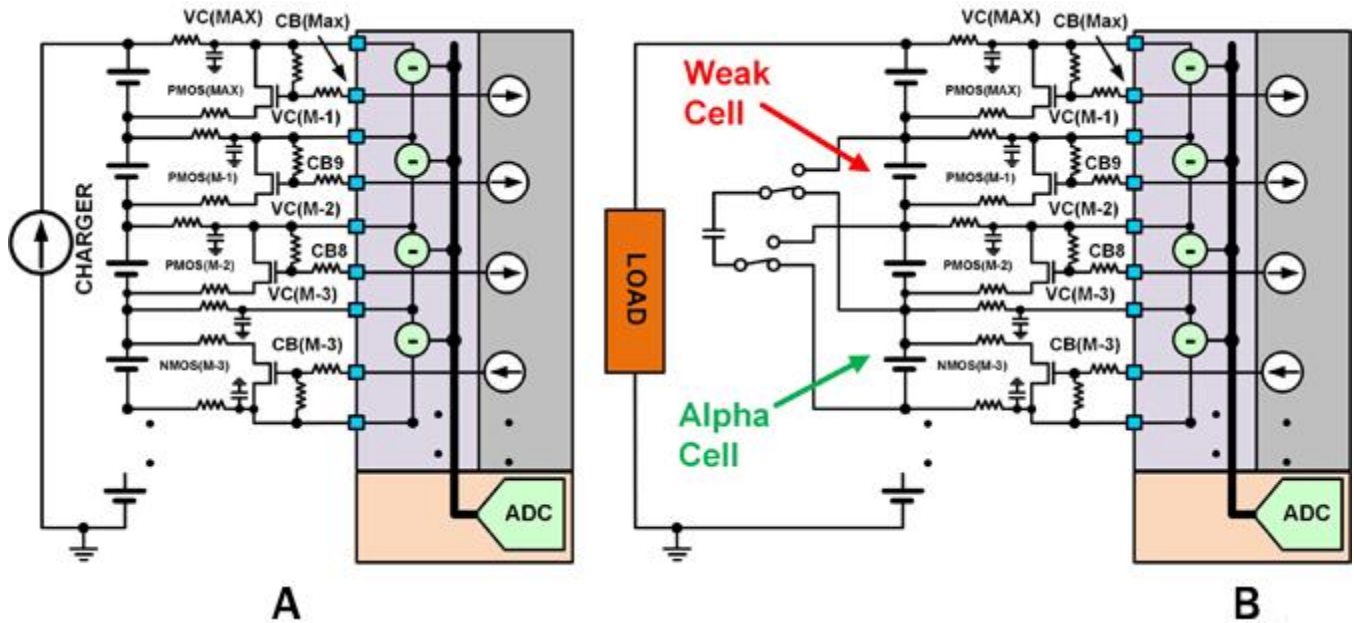 VC(MAX)
CB(Max)
PMOS(MAX)
VC(M-1)
CB9
PMOS(M-1)
VC(M-2)
CB8
PMOS(M-2)
VC(M-3)
CB(M-3)
NMOS(M-3)
CHARGER
ADC
A
VC(MAX)
CB(Max)
Weak
Cell
PMOS(MAX)
VC(M-1)
CB9
PMOS(M-1)
VC(M-2)
CB8
PMOS(M-2)
VC(M-3)
LOAD
CB(M-3)
NMOS(M-3)
Alpha
Cell
ADC
B